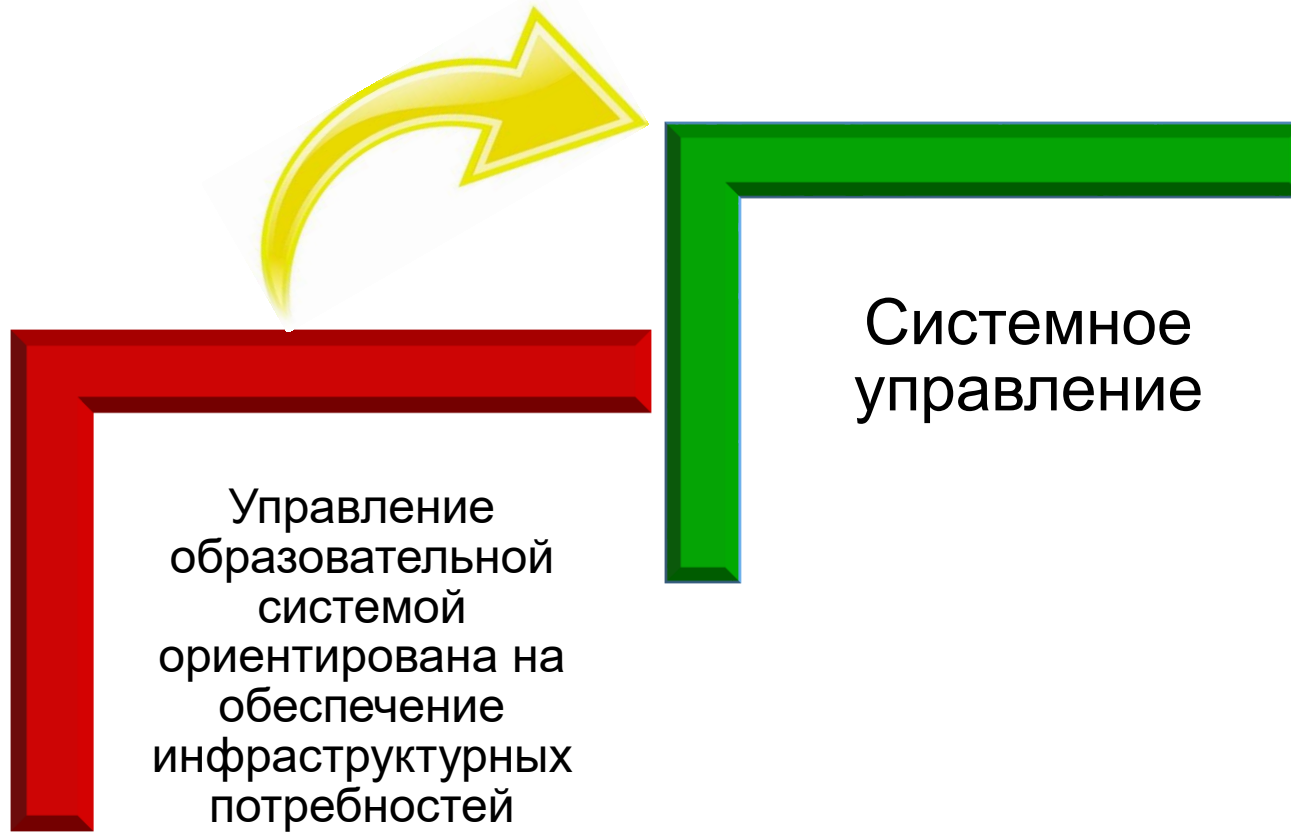 Системное
управление
Управление
образовательной
системой
ориентирована на
обеспечение
инфраструктурных
потребностей